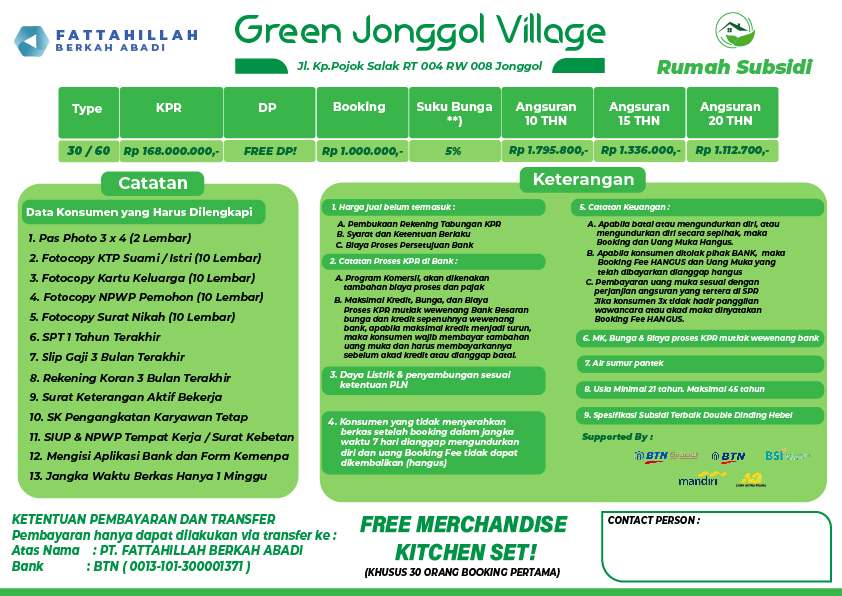 FATTAHILLAH
BERKAH ABADI
Green Jonggol Village
Jl. Kp.Pojok Salak RT 004 RW 008 Jonggol
Rumah Subsidi
Type KPR DP Booking Suku Bunga **) Angsuran 10 THN Angsuran 15 THN Angsuran 20 THN
30 / 60 Rp 168.000.000,- FREE DP! Rp 1.000.000,- 5% Rp 1.795.800,- Rp 1.336.000,- Rp 1.112.700,-
Catatan
Data Konsumen yang Harus Dilengkapi
1. Pas Photo 3 x 4 (2 Lembar)
2. Fotocopy KTP Suami / Istri (10 Lembar)
3. Fotocopy Kartu Keluarga (10 Lembar)
4. Fotocopy NPWP Pemohon (10 Lembar)
5. Fotocopy Surat Nikah (10 Lembar)
6. SPT 1 Tahun Terakhir
7. Slip Gaji 3 Bulan Terakhir
8. Rekening Koran 3 Bulan Terakhir
9. Surat Keterangan Aktif Bekerja
10. SK Pengangkatan Karyawan Tetap
11. SIUP & NPWP Tempat Kerja / Surat Kebetan
12. Mengisi Aplikasi Bank dan Form Kemenpa
13. Jangka Waktu Berkas Hanya 1 Minggu
Keterangan
1. Harga jual belum termasuk :
A. Pembukaan Rekening Tabungan KPR
B. Syarat dan Ketentuan Berlaku
C. Biaya Proses Persetujuan Bank
2. Catatan Proses KPR di Bank :
A. Program Komersil, akan dikenakan
tambahan biaya proses dan pajak
B. Maksimal Kredit, Bunga, dan Biaya
Proses KPR mutlak wewenang Bank Besaran
bunga dan kredit sepenuhnya wewenang
bank, apabila maksimal kredit menjadi turun,
maka konsumen wajib membayar tambahan
uang muka dan harus membayarkannya
sebelum akad kredit atau dianggap batal.
3. Daya Listrik & penyambungan sesuai
ketentuan PLN
4. Konsumen yang tidak menyerahkan
berkas setelah booking dalam jangka
waktu 7 hari dianggap mengundurkan
diri dan uang Booking Fee tidak dapat
dikembalikan (hangus)
5. Catatan Keuangan :
A. Apabila batal atau mengundurkan diri, atau
mengundurkan diri secara sepihak, maka
Booking dan Uang Muka Hangus.
B. Apabila konsumen ditolak pihak BANK, maka
Booking Fee HANGUS dan Uang Muka yang
telah dibayarkan dianggap hangus
C. Pembayaran uang muka sesuai dengan
perjanjian angsuran yang tertera di SPR
Jika konsumen 3x tidak hadir panggilan
wawancara atau akad maka dinyatakan
Booking Fee HANGUS.
6. MK, Bunga & Biaya proses KPR mutlak wewenang bank
7. Air sumur pantek
8. Usia Minimal 21 tahun. Maksimal 45 tahun
9. Spesifikasi Subsidi Terbaik Double Dinding Hebel
Supported By :
BTN BTN BSI
mandiri
KETENTUAN PEMBAYARAN DAN TRANSFER
Pembayaran hanya dapat dilakukan via transfer ke :
Atas Nama : PT. FATTAHILLAH BERKAH ABADI
Bank : BTN ( 0013-101-300001371 )
FREE MERCHANDISE
KITCHEN SET!
(KHUSUS 30 ORANG BOOKING PERTAMA)
CONTACT PERSON :